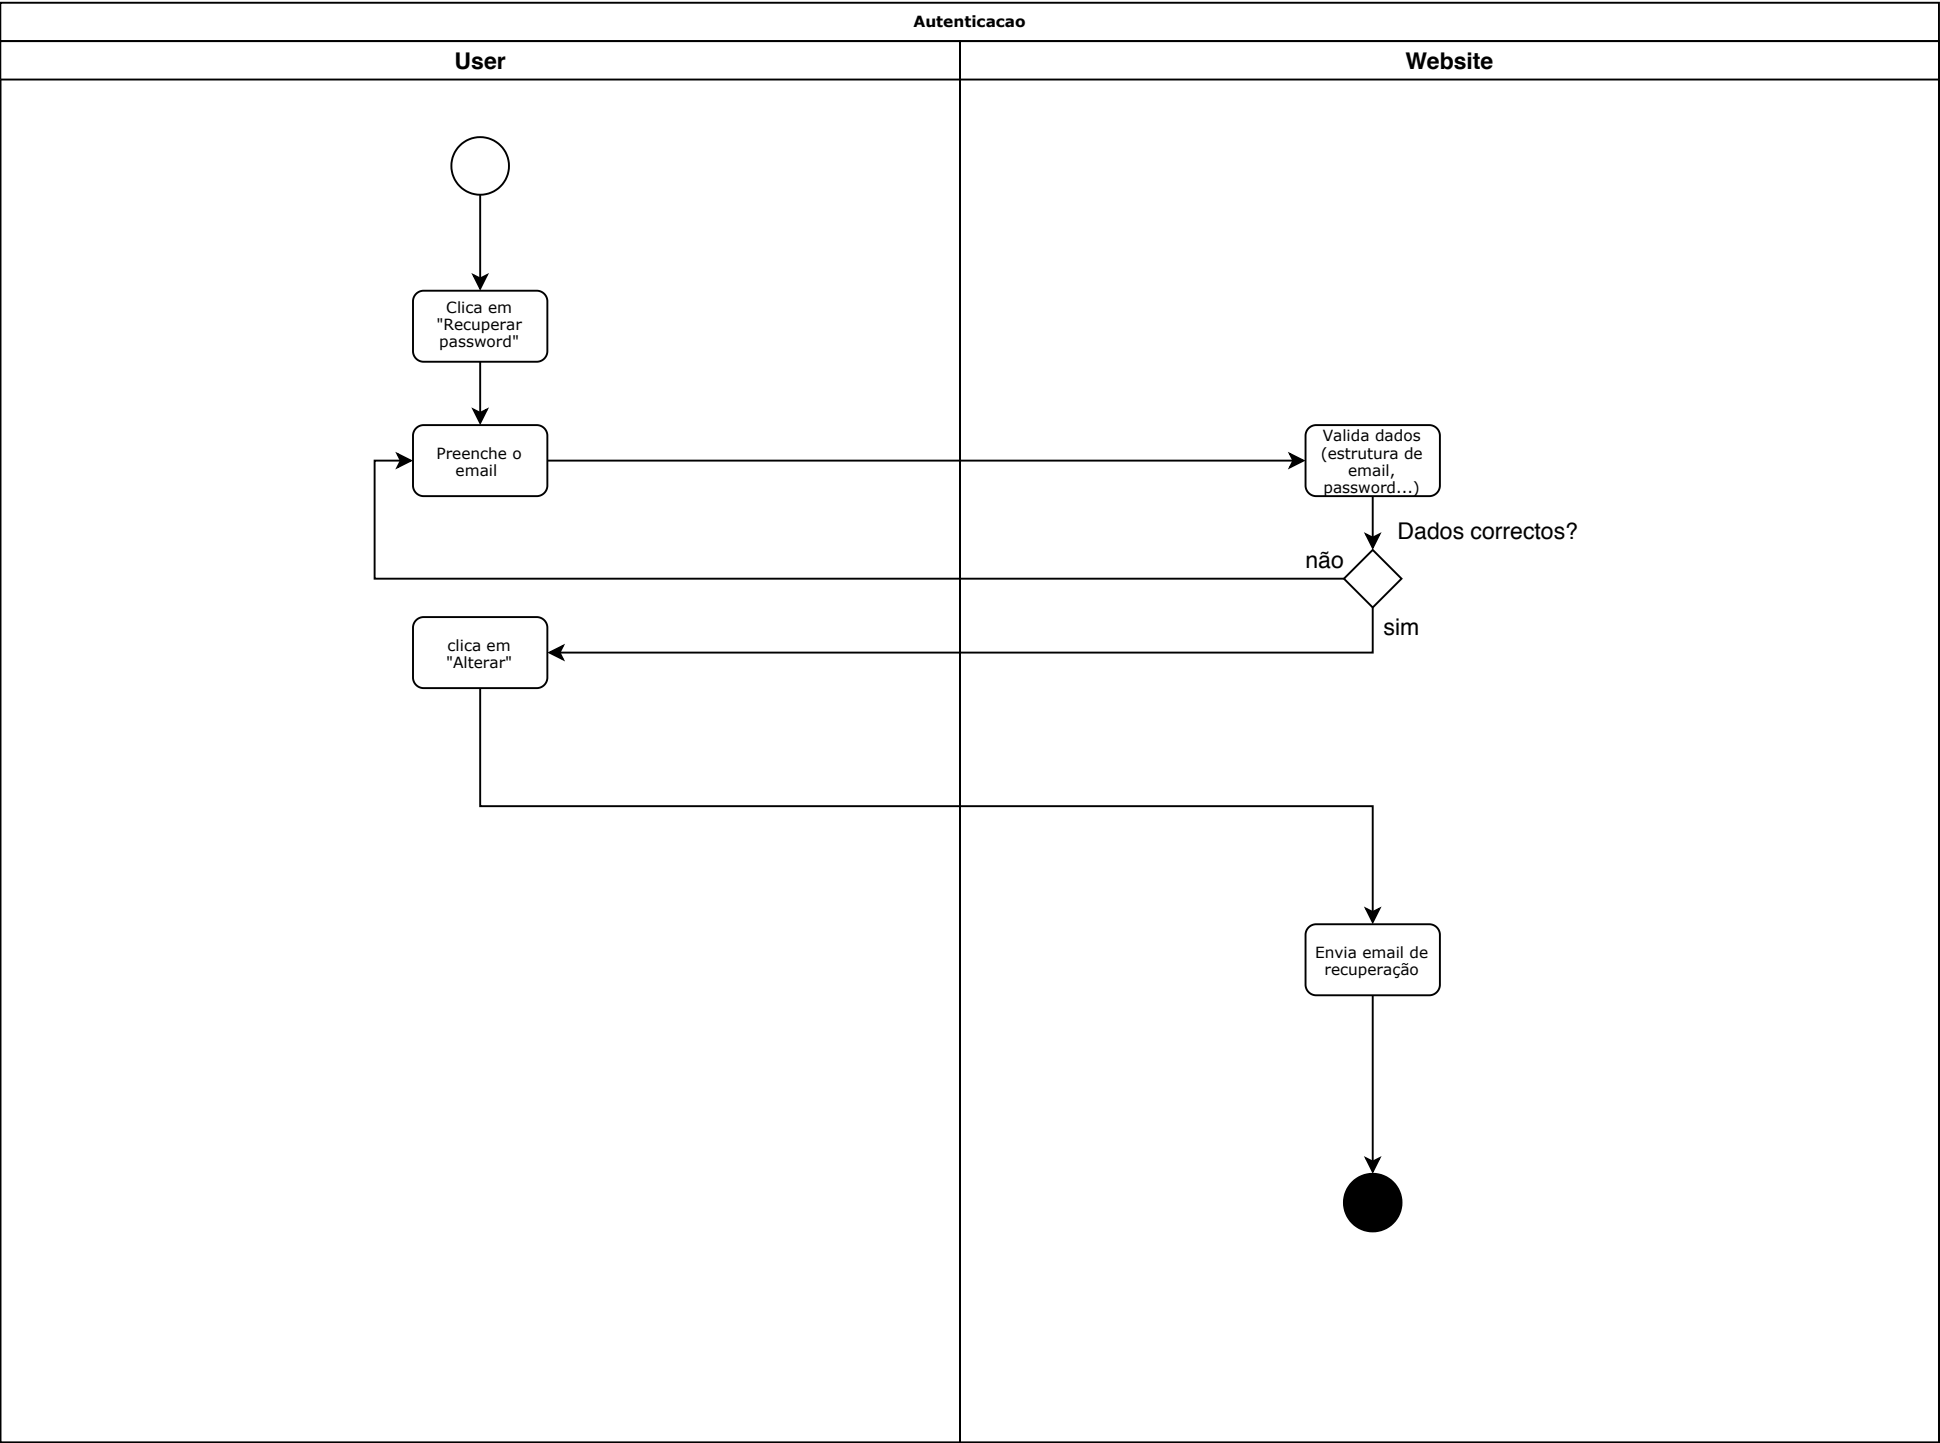 Autenticacao
User
Website
Clica em
"Recuperar
password"
Preenche o
email
Valida dados
(estrutura de
email,
password...)
Dados correctos?
não
sim
clica em
"Alterar"
Envia email de
recuperação